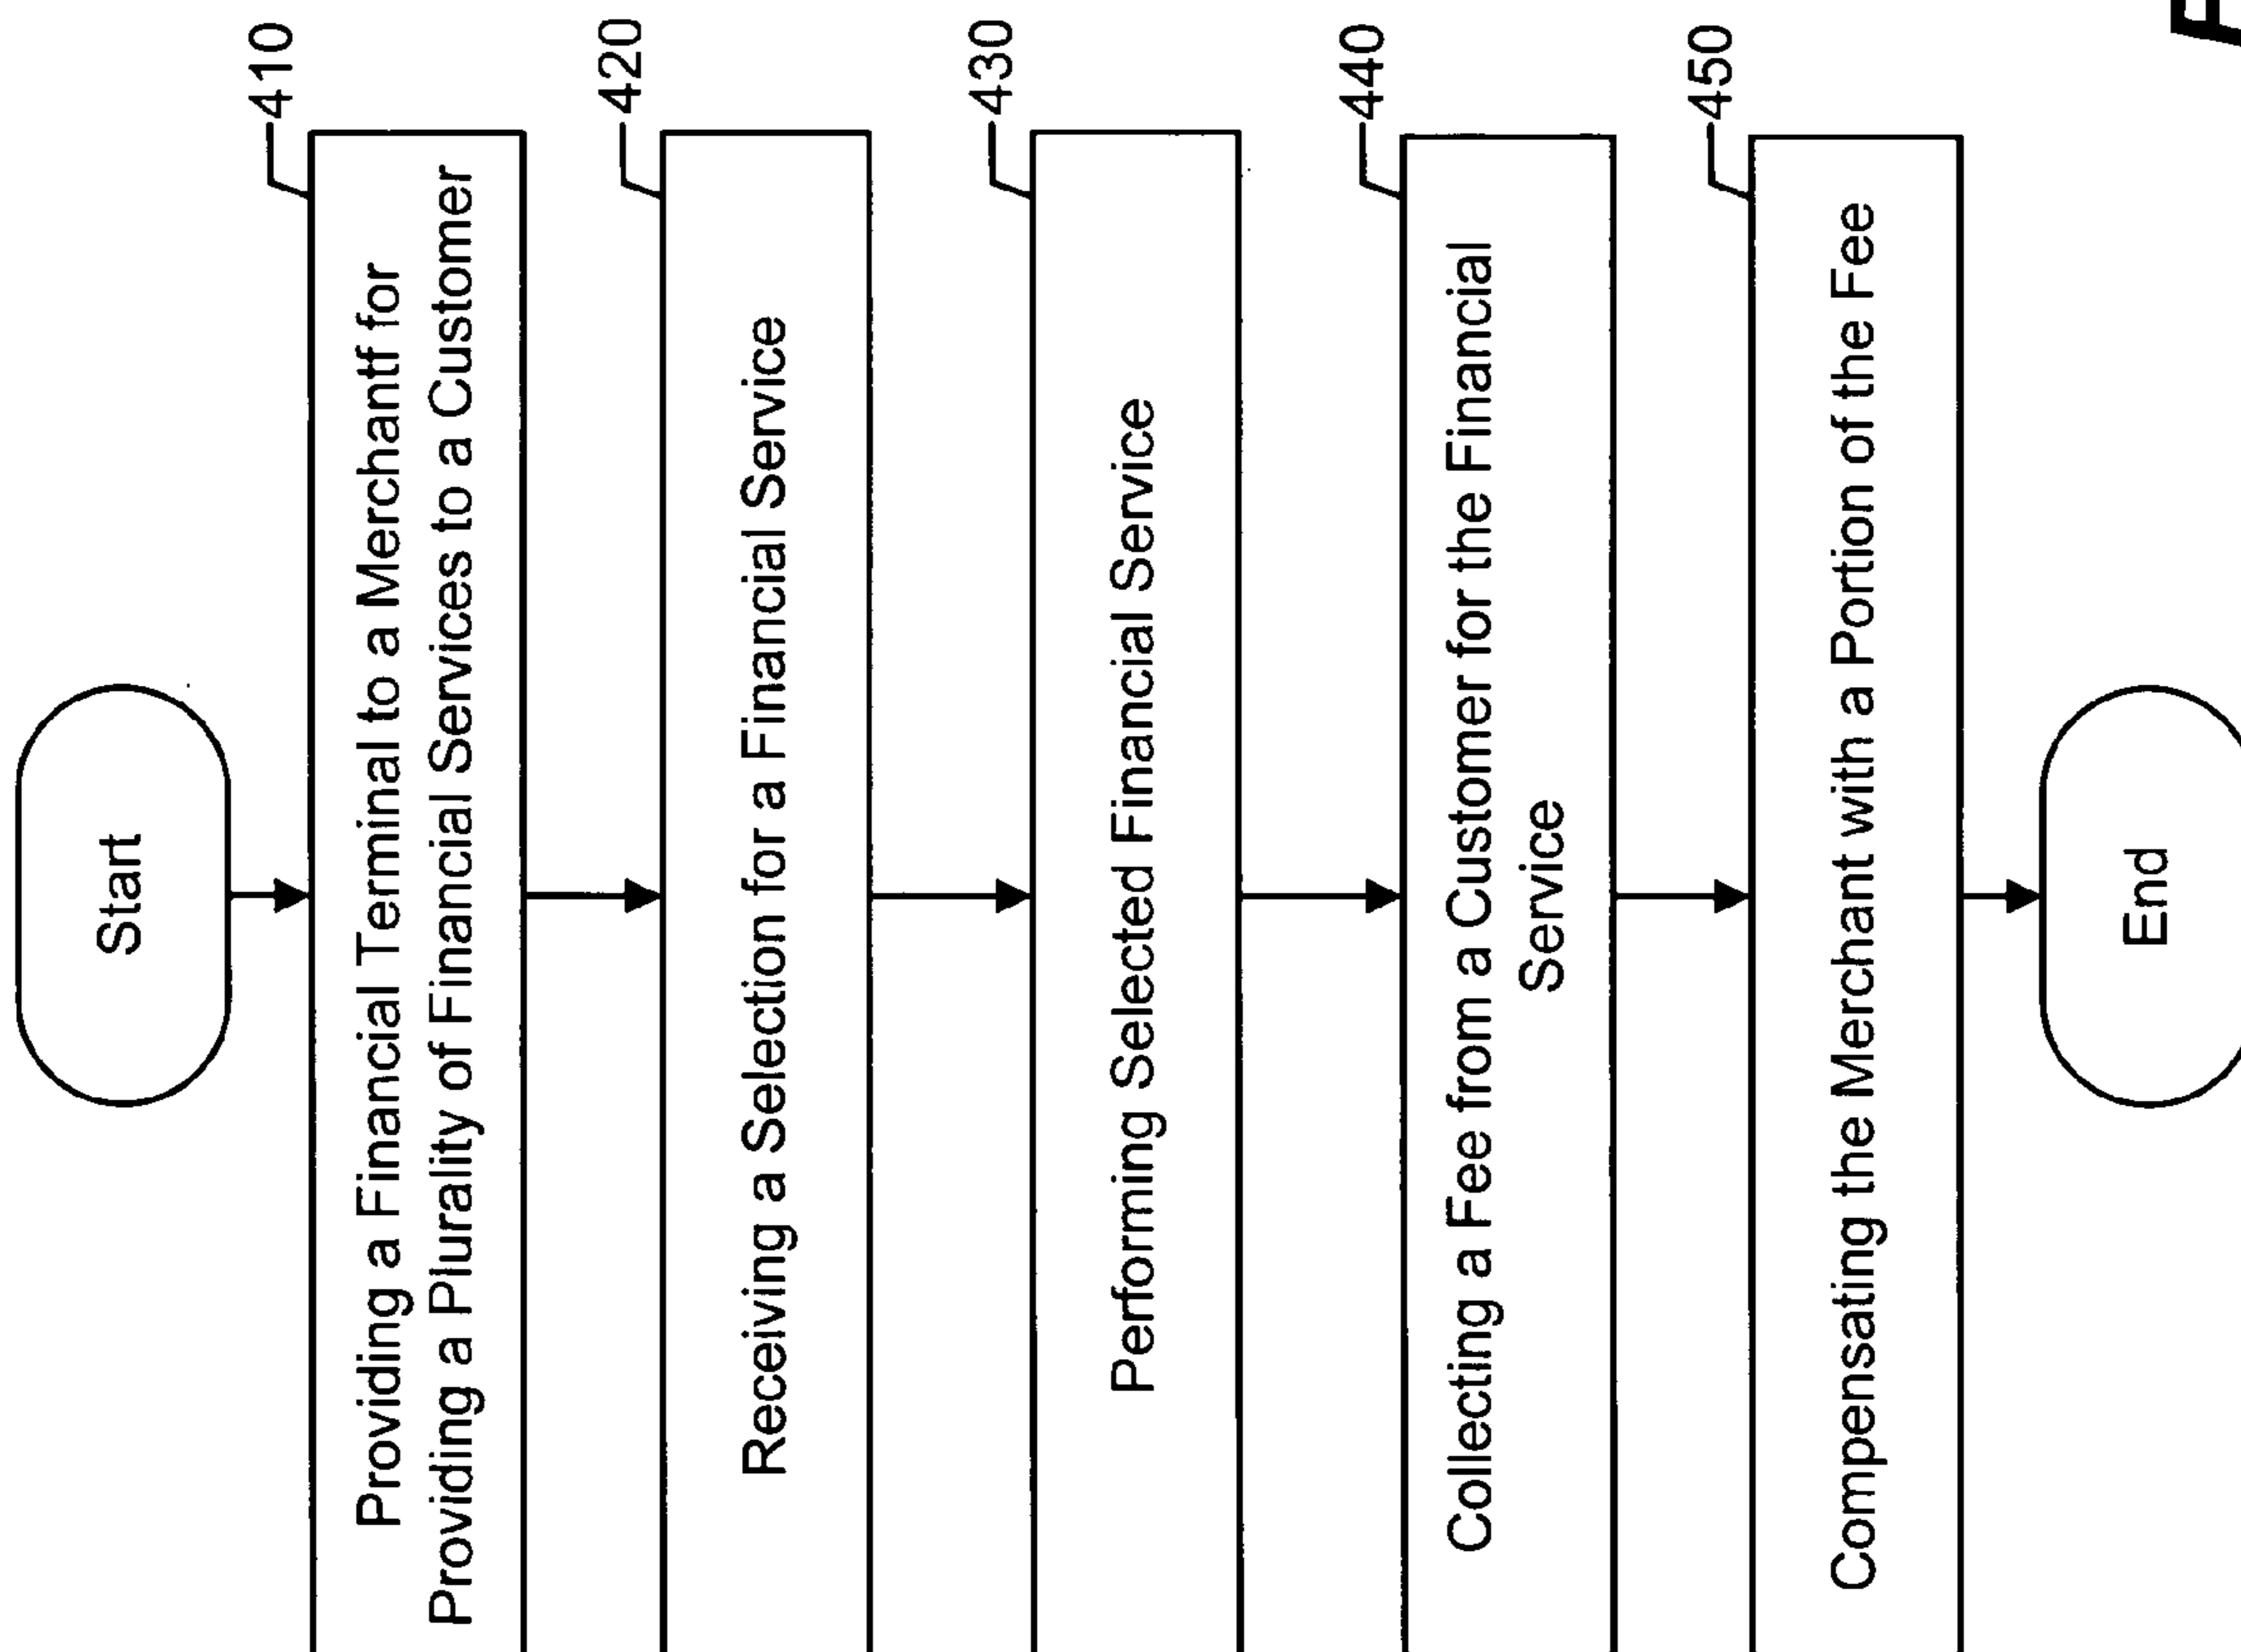 Start
410
Providing a Financial Terminal to a Merchantf for
Providing a Plurality of Financial Services to a Customer
420
Receiving a Selection for a Financial Service
430
Performing Selected Financial Service
440
Collecting a Fee from a Customer for the Financial
Service
450
Compensating the Merchant with a Portion of the Fee
End